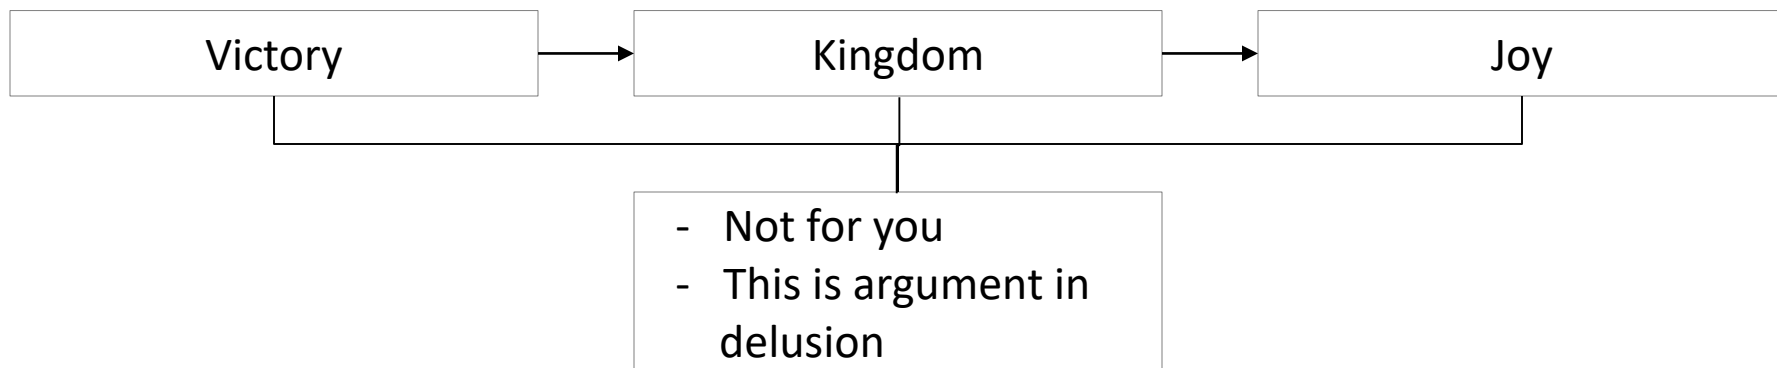 Victory
Kingdom
Joy
- Not for you
- This is argument in
delusion